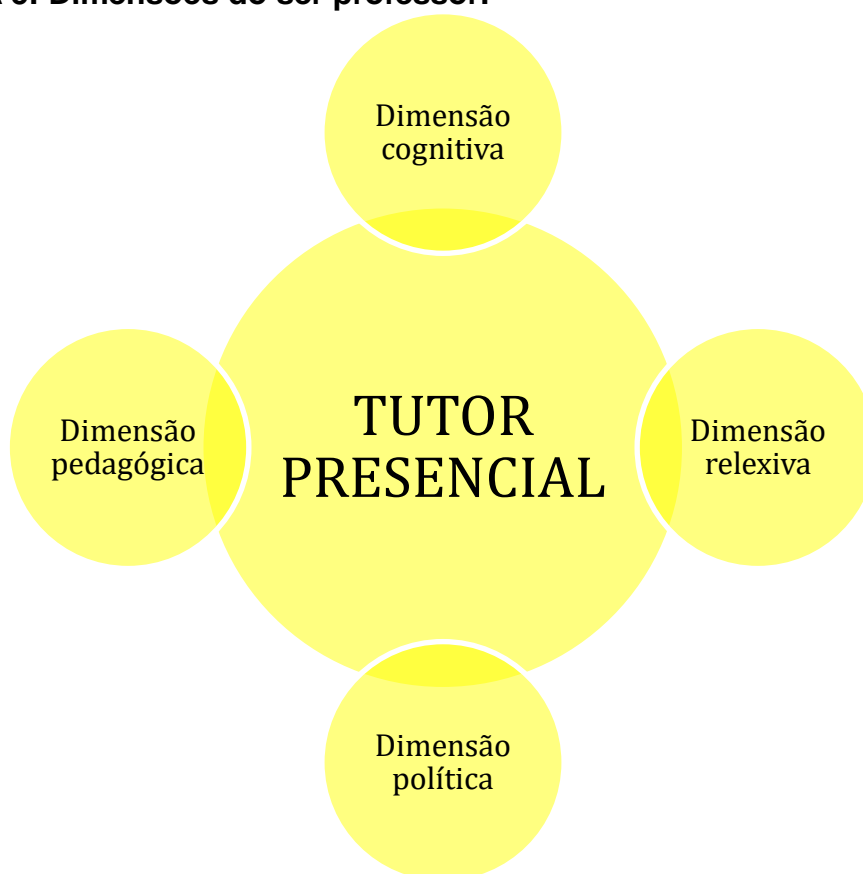 Dimensões do ser professor.
Dimensão
cognitiva
Dimensão
pedagógica
TUTOR
PRESENCIAL
Dimensão
relexiva
Dimensão
política